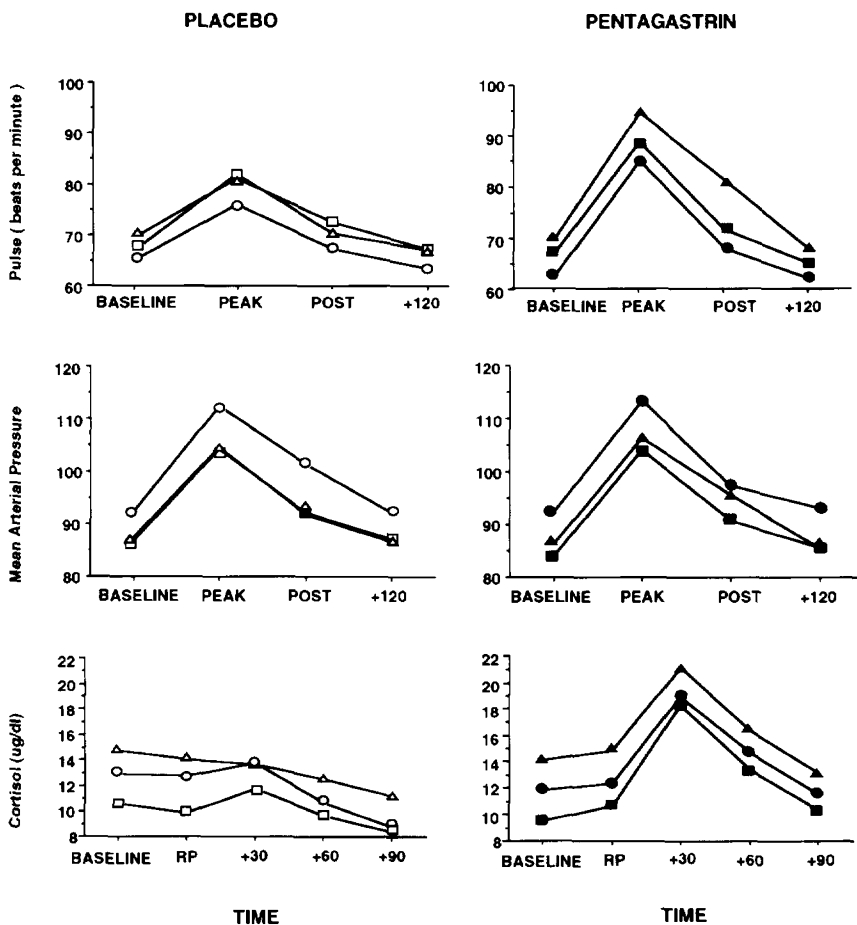 PLACEBO
PENTAGASTRIN
Pulse ( beats per minute )
100
90
80
70
60
BASELINE PEAK POST +120
100
90
80
70
60
BASELINE PEAK POST +120
Mean Arterial Pressure
120
110
100
90
80
BASELINE PEAK POST +120
120
110
100
90
80
BASELINE PEAK POST +120
Cortisol (ug/dl)
22
20
18
16
14
12
10
8
BASELINE RP +30 +60 +90
22
20
18
16
14
12
10
8
BASELINE RP +30 +60 +90
TIME
TIME